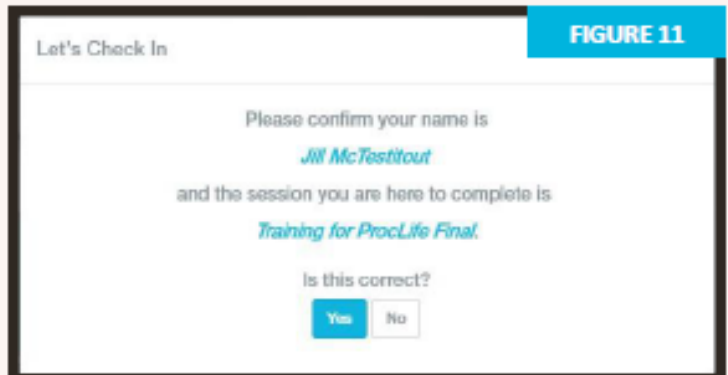 FIGURE 11
Let's Check In
Please confirm your name is
Jill McTestitout
and the session you are here to complete is
Training for ProcLife Final.
Is this correct?
Yes
No